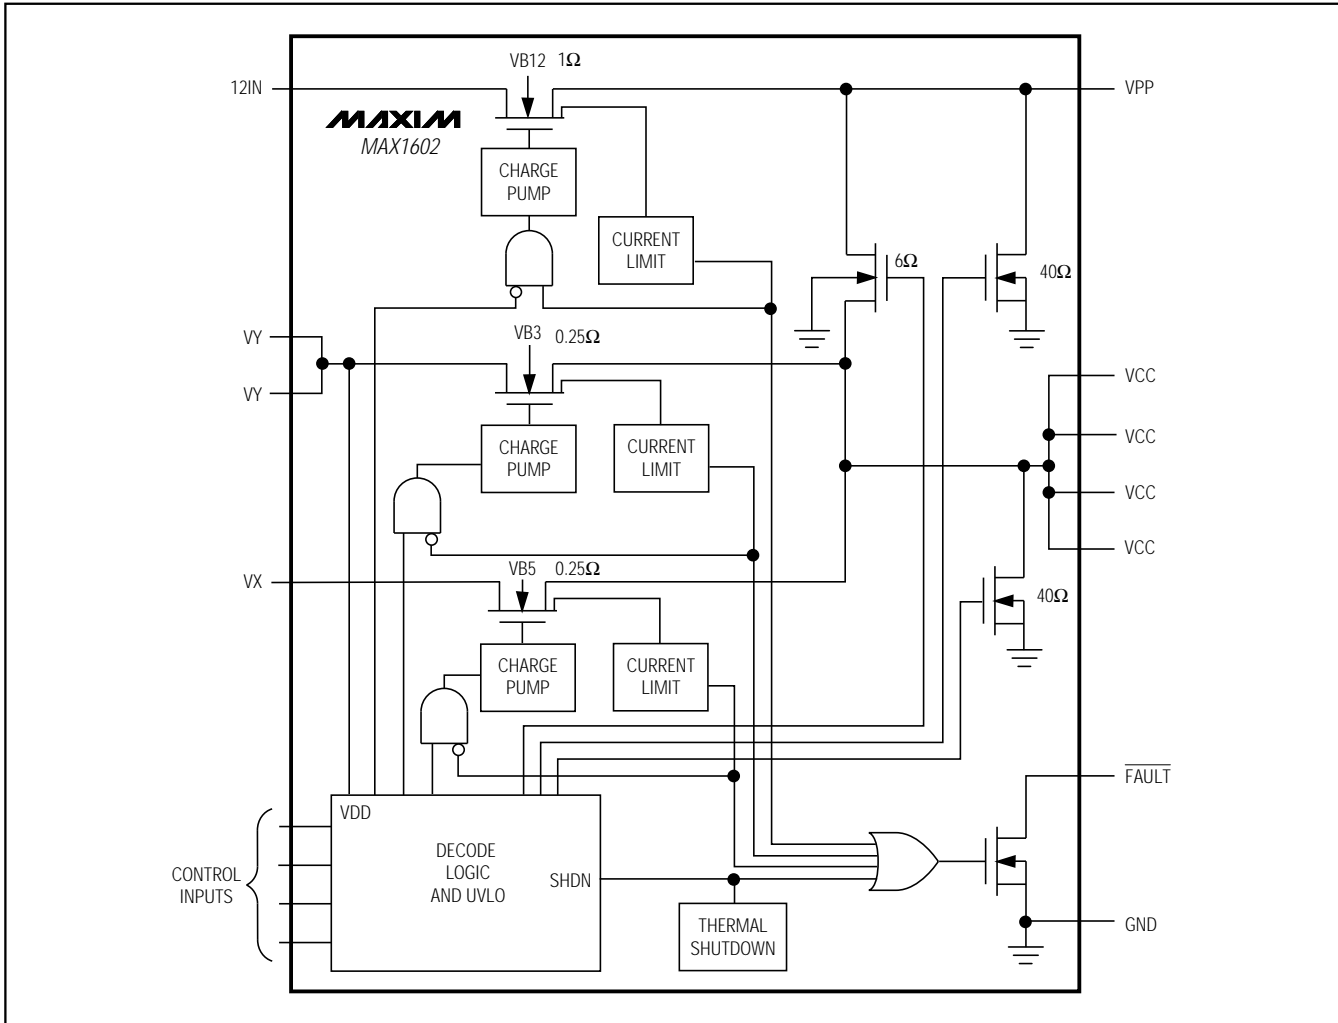 VB12 1Ω
12IN
VPP
MAXIM
MAX1602
CHARGE
PUMP
CURRENT
LIMIT
6Ω
40Ω
VY
VB3 0.25Ω
VY
VCC
VCC
CHARGE
PUMP
CURRENT
LIMIT
VCC
VCC
VX
VB5 0.25Ω
40Ω
CHARGE
PUMP
CURRENT
LIMIT
FAULT
VDD
DECODE
LOGIC
AND UVLO
SHDN
CONTROL
INPUTS
THERMAL
SHUTDOWN
GND